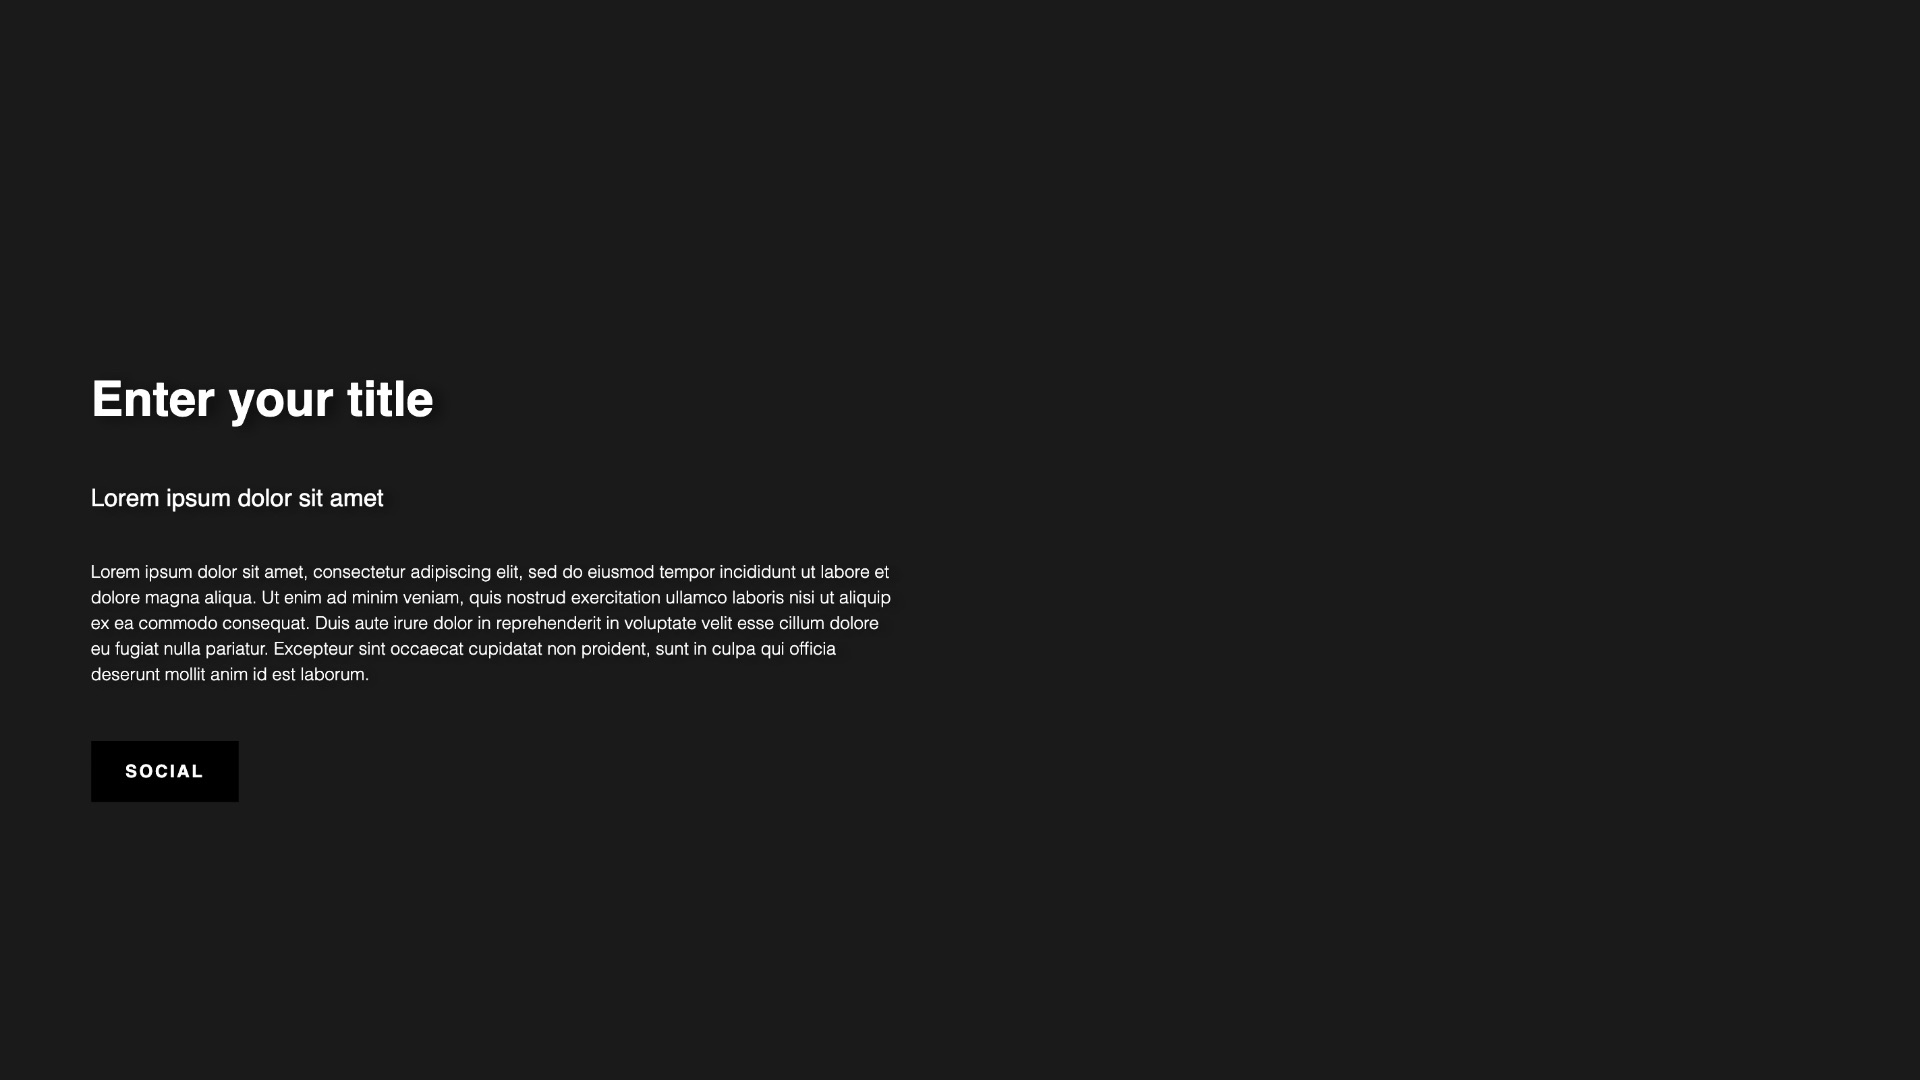 Enter your title
Lorem ipsum dolor sit amet
Lorem ipsum dolor sit amet, consectetur adipiscing elit, sed do eiusmod tempor incididunt ut labore et
dolore magna aliqua. Ut enim ad minim veniam, quis nostrud exercitation ullamco laboris nisi ut aliquip
ex ea commodo consequat. Duis aute irure dolor in reprehenderit in voluptate velit esse cillum dolore
eu fugiat nulla pariatur. Excepteur sint occaecat cupidatat non proident, sunt in culpa qui officia
deserunt mollit anim id est laborum.
SOCIAL